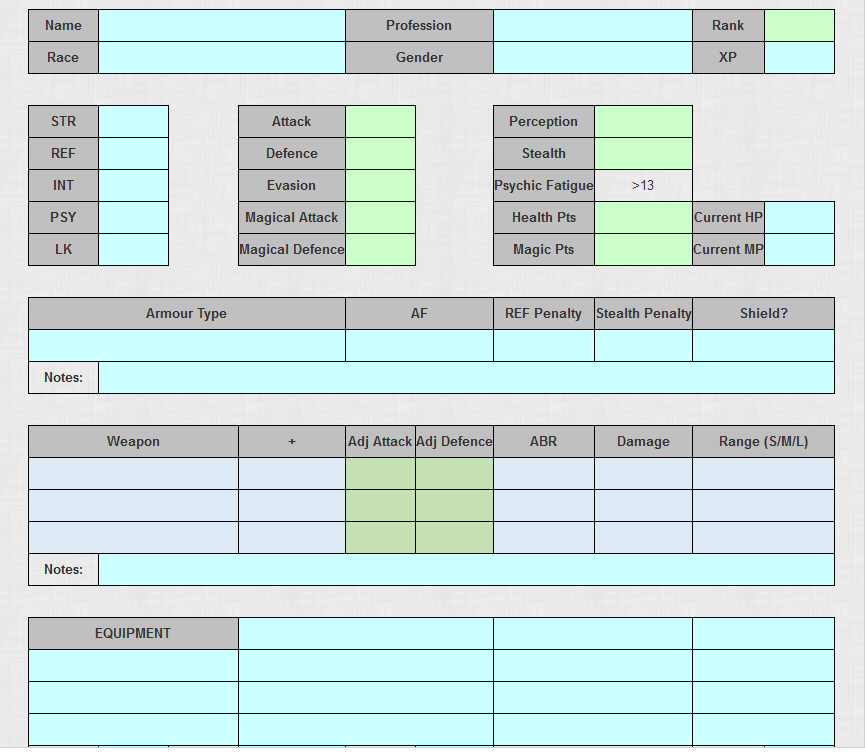 Name Profession Rank
Race Gender XP
STR Attack Perception
REF Defence Stealth
INT Evasion Psychic Fatigue >13
PSY Magical Attack Health Pts Current HP
LK Magical Defence Magic Pts Current MP
Armour Type AF REF Penalty Stealth Penalty Shield?
Notes:
Weapon + Adj Attack Adj Defence ABR Damage Range (S/M/L)
Notes:
EQUIPMENT